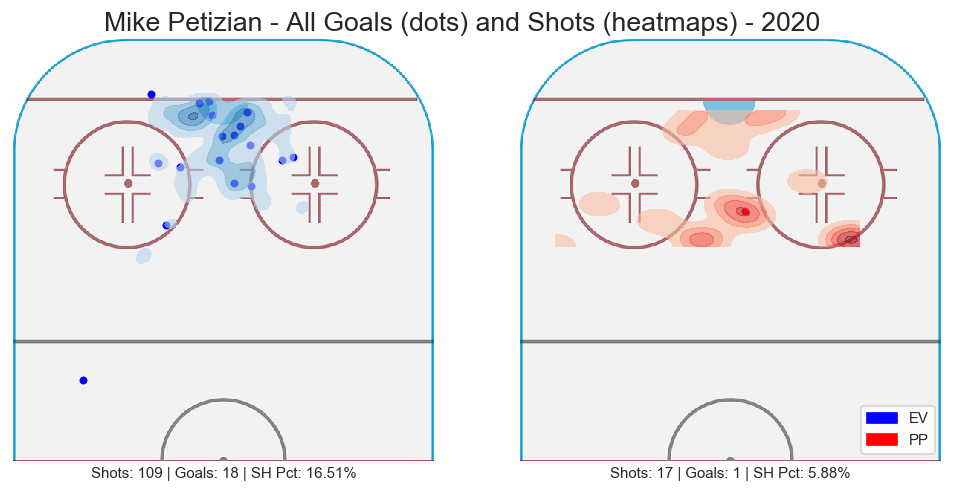 Mike Petizian - All Goals (dots) and Shots (heatmaps) - 2020
EV
PP
Shots: 109 | Goals: 18 | SH Pct: 16.51%
Shots: 17 | Goals: 1 | SH Pct: 5.88%